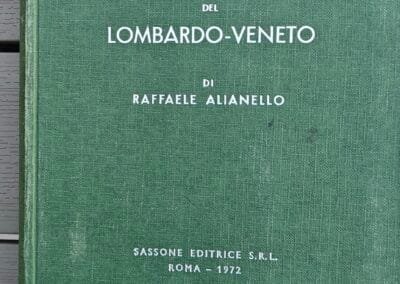 DEL
LOMBARDO-VENETO
DI
RAFFAELE ALIANELLO
SASSONE EDITRICE S.R.L.
ROMA - 1972